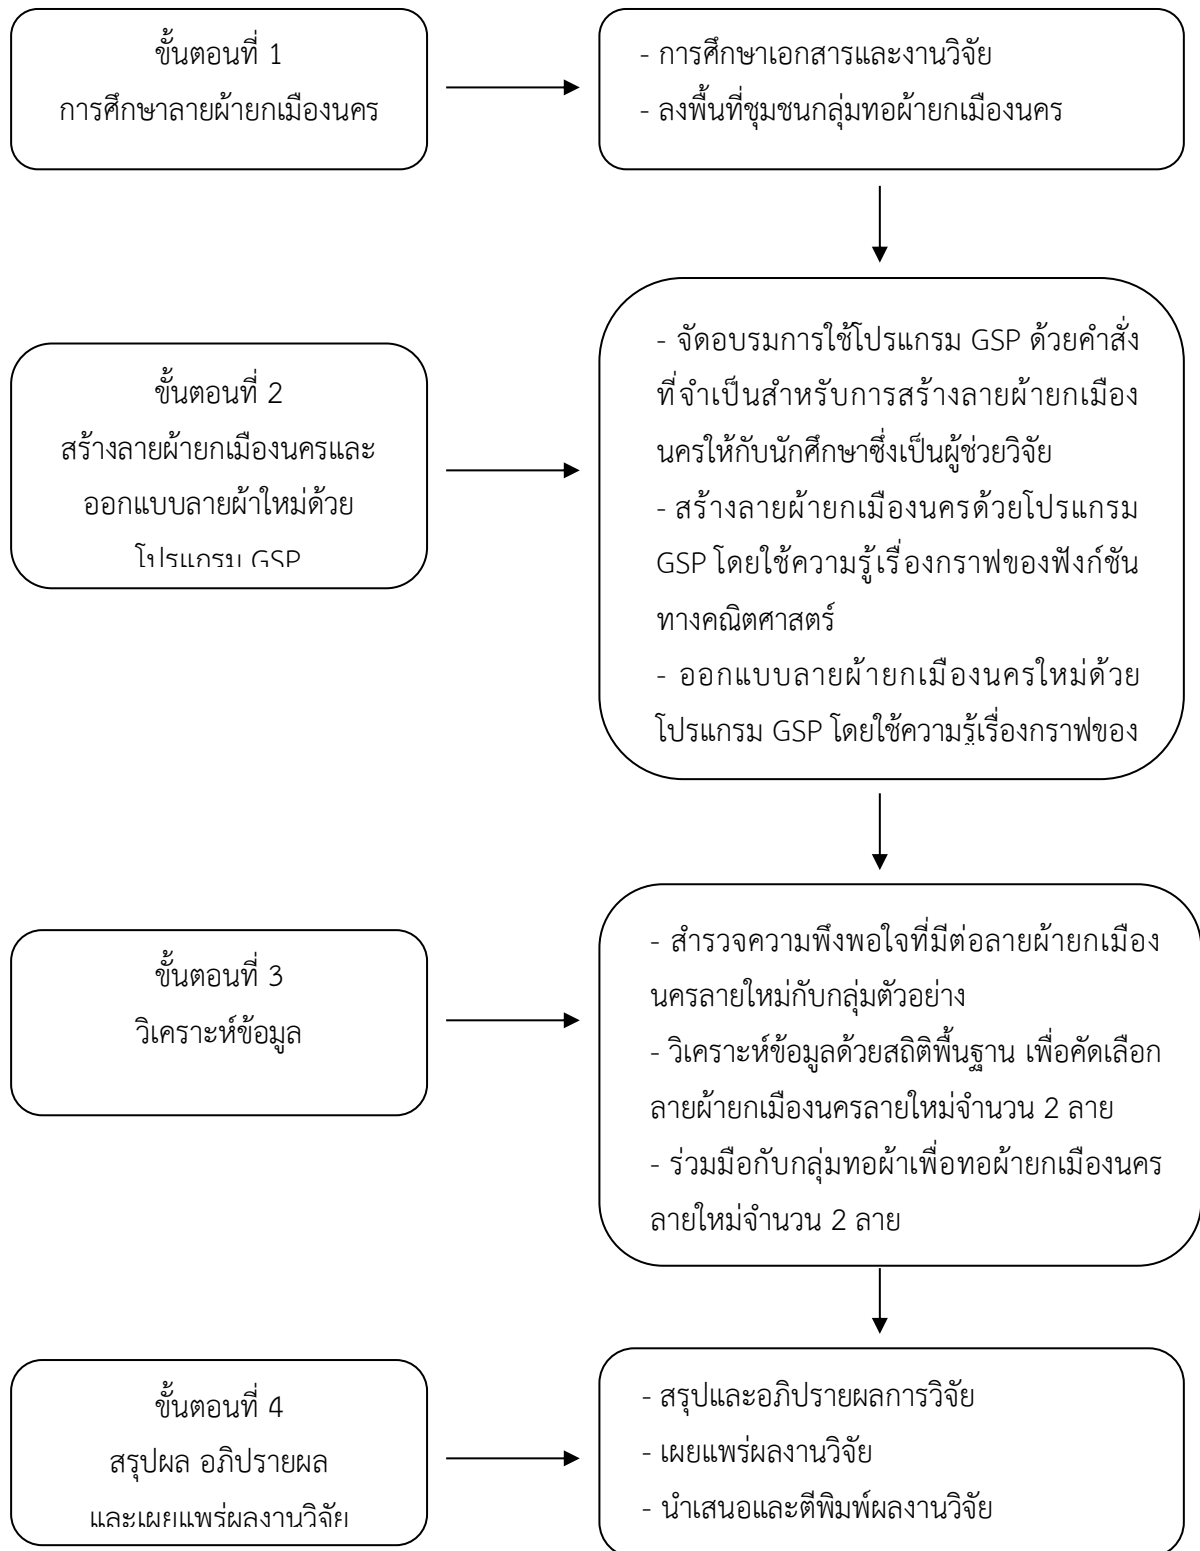 ขั้นตอนที่ 1
การศึกษาลายผ้ายกเมืองนคร
- การศึกษาเอกสารและงานวิจัย
- ลงพื้นที่ชุมชนกลุ่มทอผ้ายกเมืองนคร
ขั้นตอนที่ 2
สร้างลายผ้ายกเมืองนครและ
ออกแบบลายผ้าใหม่ด้วย
โปรแกรม GSP
- จัดอบรมการใช้โปรแกรม GSP ด้วยคำสั่ง
ที่จำเป็นสำหรับการสร้างลายผ้ายกเมือง
นครให้กับนักศึกษาซึ่งเป็นผู้ช่วยวิจัย
- สร้างลายผ้ายกเมืองนครด้วยโปรแกรม
GSP โดยใช้ความรู้เรื่องกราฟของฟังก์ชัน
ทางคณิตศาสตร์
- ออกแบบลายผ้ายกเมืองนครใหม่ด้วย
โปรแกรม GSP โดยใช้ความรู้เรื่องกราฟของ
ขั้นตอนที่ 3
วิเคราะห์ข้อมูล
- สำรวจความพึงพอใจที่มีต่อลายผ้ายกเมือง
นครลายใหม่กับกลุ่มตัวอย่าง
- วิเคราะห์ข้อมูลด้วยสถิติพื้นฐาน เพื่อคัดเลือก
ลายผ้ายกเมืองนครลายใหม่จำนวน 2 ลาย
- ร่วมมือกับกลุ่มทอผ้าเพื่อทอผ้ายกเมืองนคร
ลายใหม่จำนวน 2 ลาย
ขั้นตอนที่ 4
สรุปผล อภิปรายผล
และเผยแพร่ผลงานวิจัย
- สรุปและอภิปรายผลการวิจัย
- เผยแพร่ผลงานวิจัย
- นำเสนอและตีพิมพ์ผลงานวิจัย